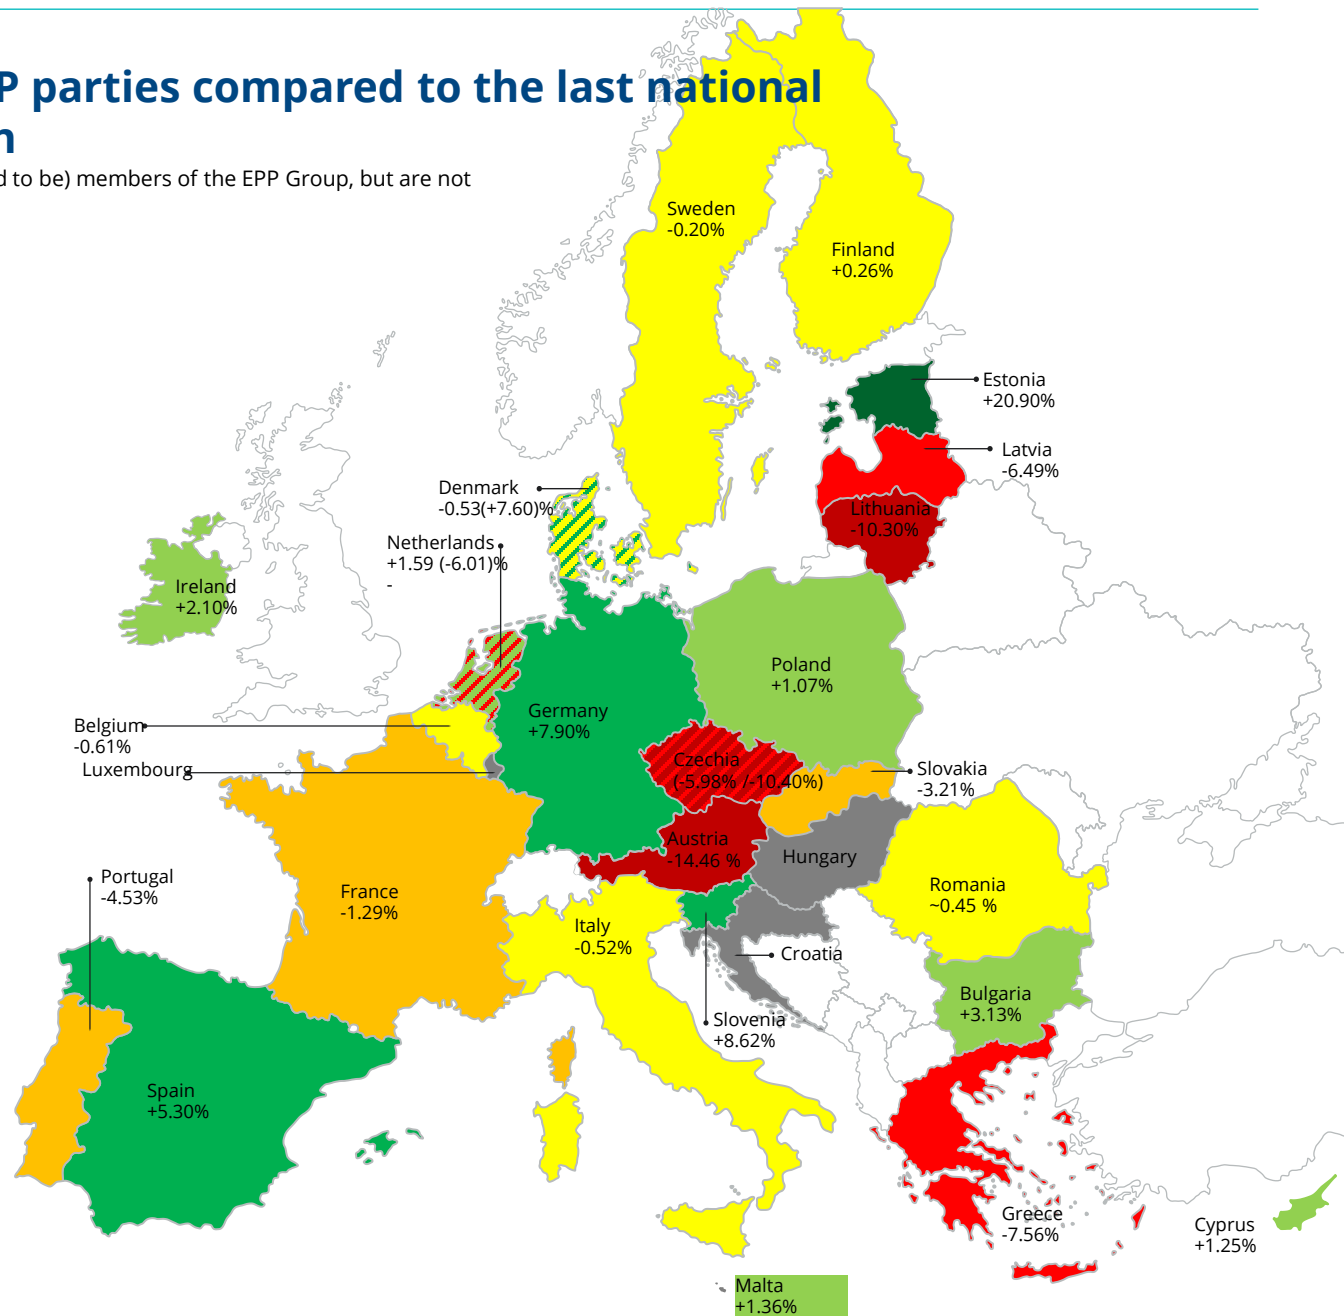 P parties compared to the last national
n
d to be) members of the EPP Group, but are not
Sweden
-0.20%
Finland
+0.26%
Estonia
+20.90%
Latvia
-6.49%
Lithuania
-10.30%
Denmark
-0.53(+7.60)%
Netherlands
+1.59 (-6.01)%
-
Ireland
+2.10%
Poland
+1.07%
Germany
+7.90%
Belgium
-0.61%
Luxembourg
Czechia
(-5.98% /-10.40%)
Slovakia
-3.21%
Austria
-14.46 %
Hungary
Portugal
-4.53%
France
-1.29%
Romania
~0.45 %
Italy
-0.52%
Croatia
Bulgaria
+3.13%
Slovenia
+8.62%
Spain
+5.30%
Greece
-7.56%
Cyprus
+1.25%
Malta
+1.36%